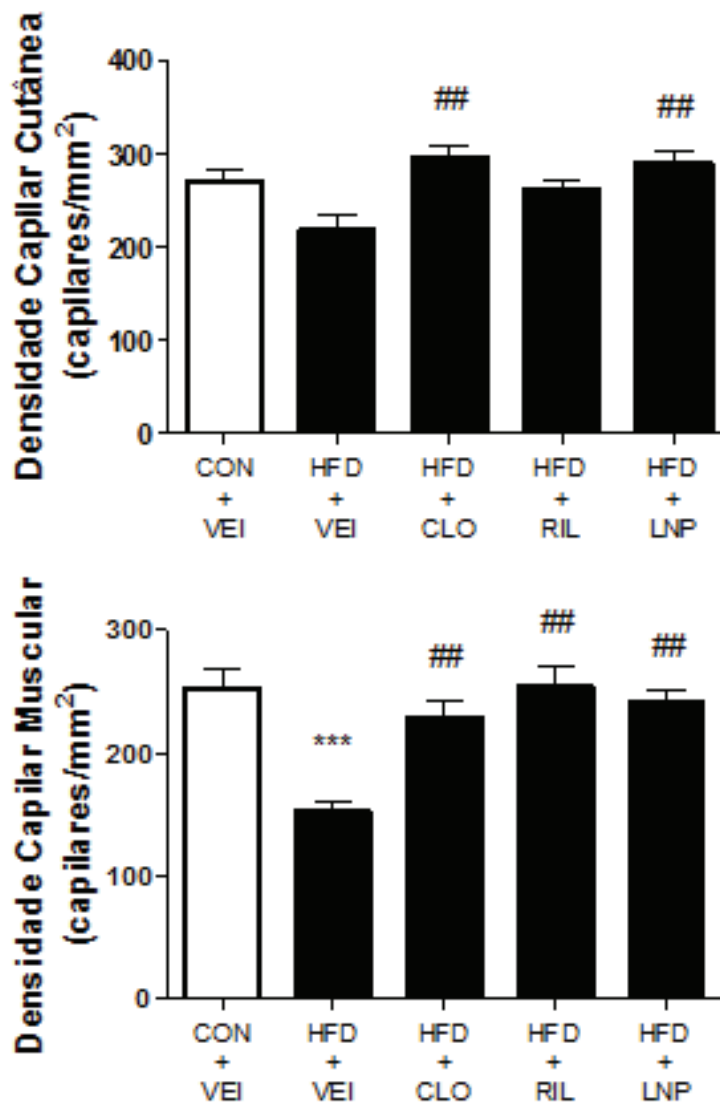 Densidade Capilar Cutânea
(capilares/mm²)
400
300
200
100
0
##
##
CON HFD HFD HFD HFD
+ + + + +
VEI VEI CLO RIL LNP
Densidade Capilar Muscular
(capilares/mm²)
300
200
100
0
***
##
##
##
CON HFD HFD HFD HFD
+ + + + +
VEI VEI CLO RIL LNP